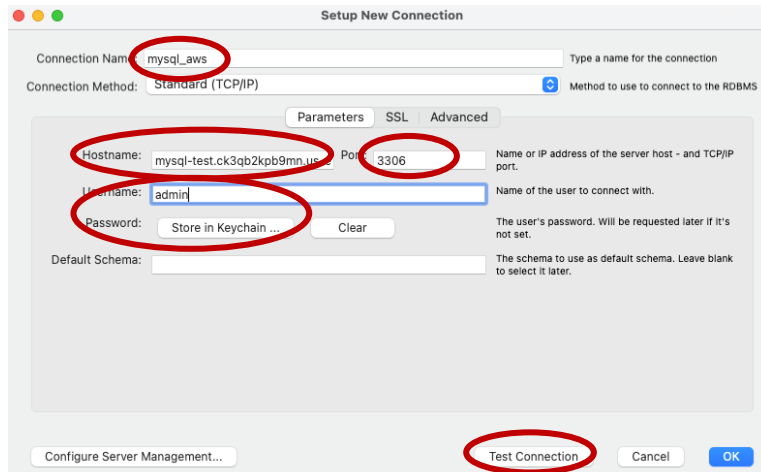 Setup New Connection
Connection Name: mysql_aws Type a name for the connection
Connection Method: Standard (TCP/IP) Method to use to connect to the RDBMS
Parameters SSL Advanced
Hostname: mysql-test.ck3qb2kpb9mn.us-e Port: 3306 Name or IP address of the server host - and TCP/IP
port.
Username: admin Name of the user to connect with.
Password: Store in Keychain ... Clear The user's password. Will be requested later if it's
not set.
Default Schema: The schema to use as default schema. Leave blank
to select it later.
Configure Server Management... Test Connection Cancel OK